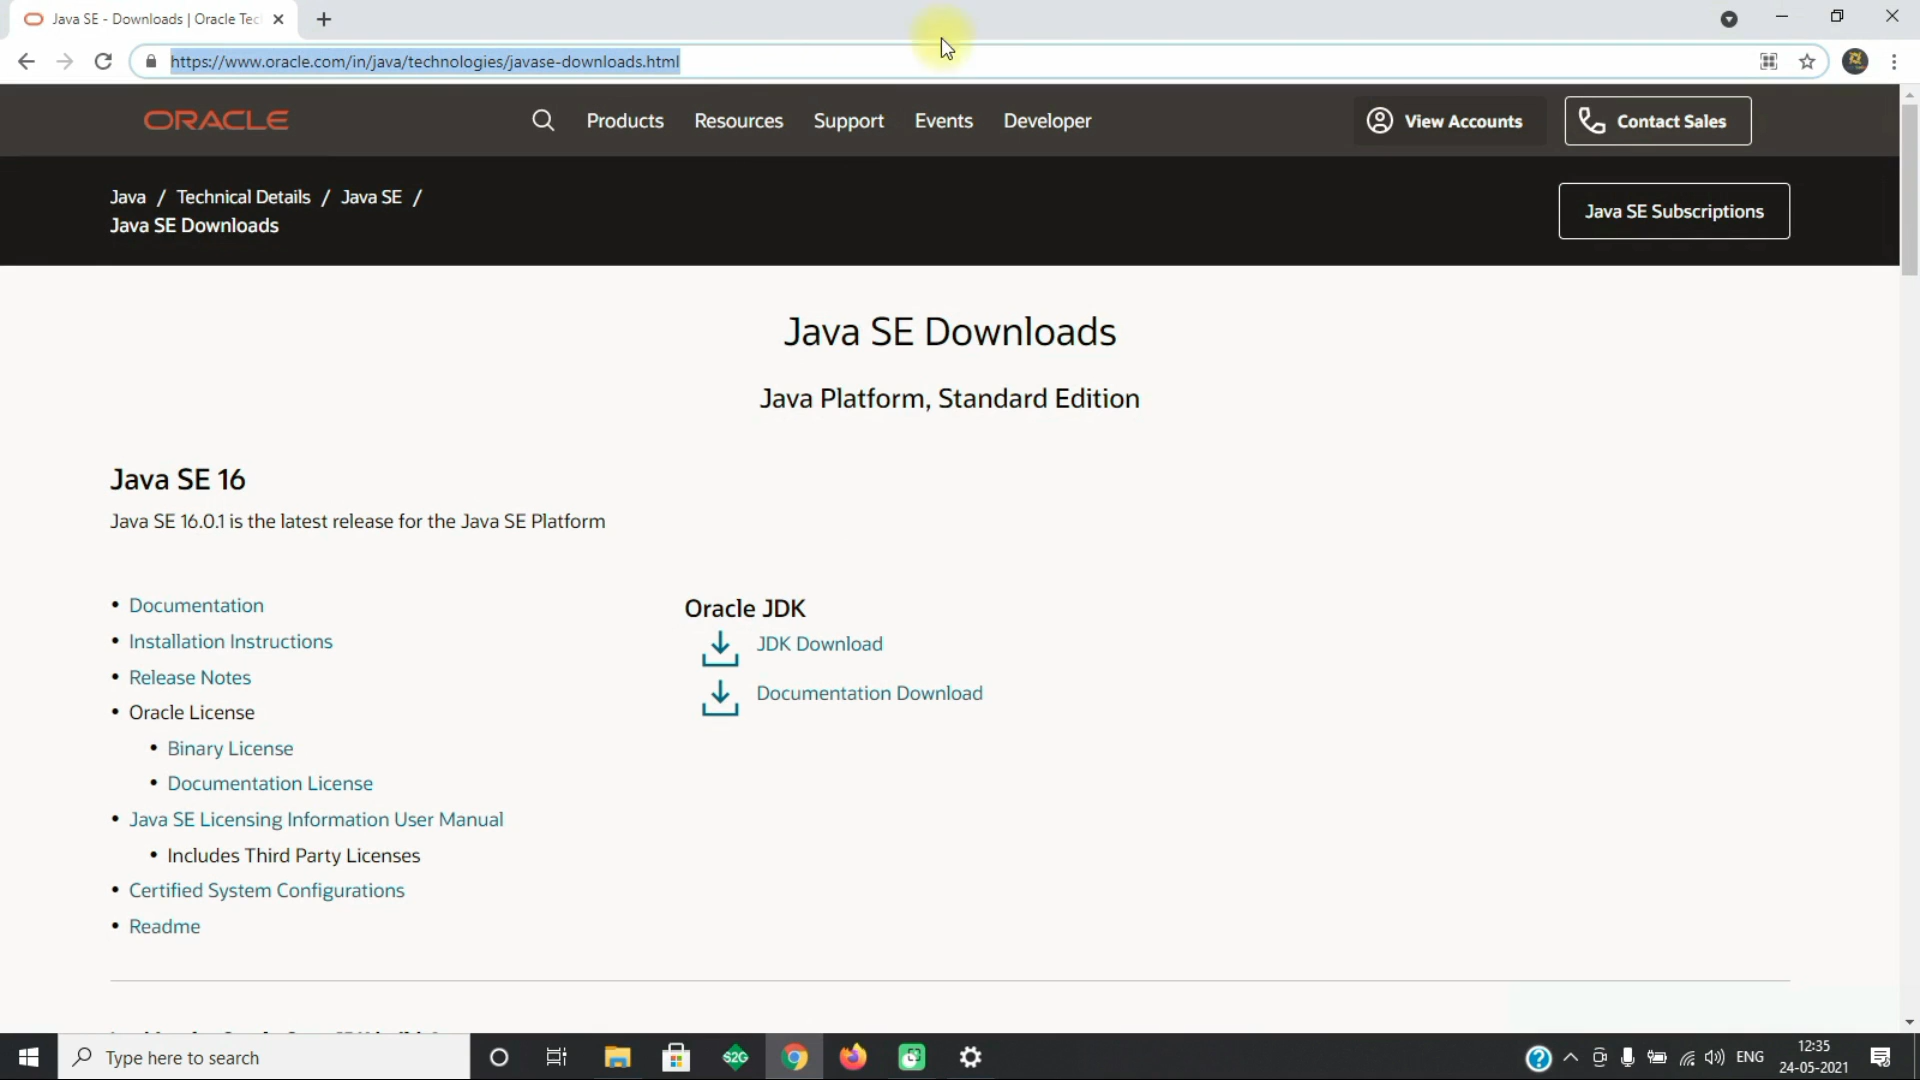 Java SE - Downloads | Oracle Tec
https://www.oracle.com/in/java/technologies/javase-downloads.html
ORACLE
Products Resources Support Events Developer
View Accounts
Contact Sales
Java / Technical Details / Java SE /
Java SE Downloads
Java SE Subscriptions
Java SE Downloads
Java Platform, Standard Edition
Java SE 16
Java SE 16.0.1 is the latest release for the Java SE Platform
• Documentation
• Installation Instructions
• Release Notes
• Oracle License
• Binary License
• Documentation License
• Java SE Licensing Information User Manual
• Includes Third Party Licenses
• Certified System Configurations
• Readme
Oracle JDK
JDK Download
Documentation Download
Type here to search
S2G
ENG
12:35
24-05-2021